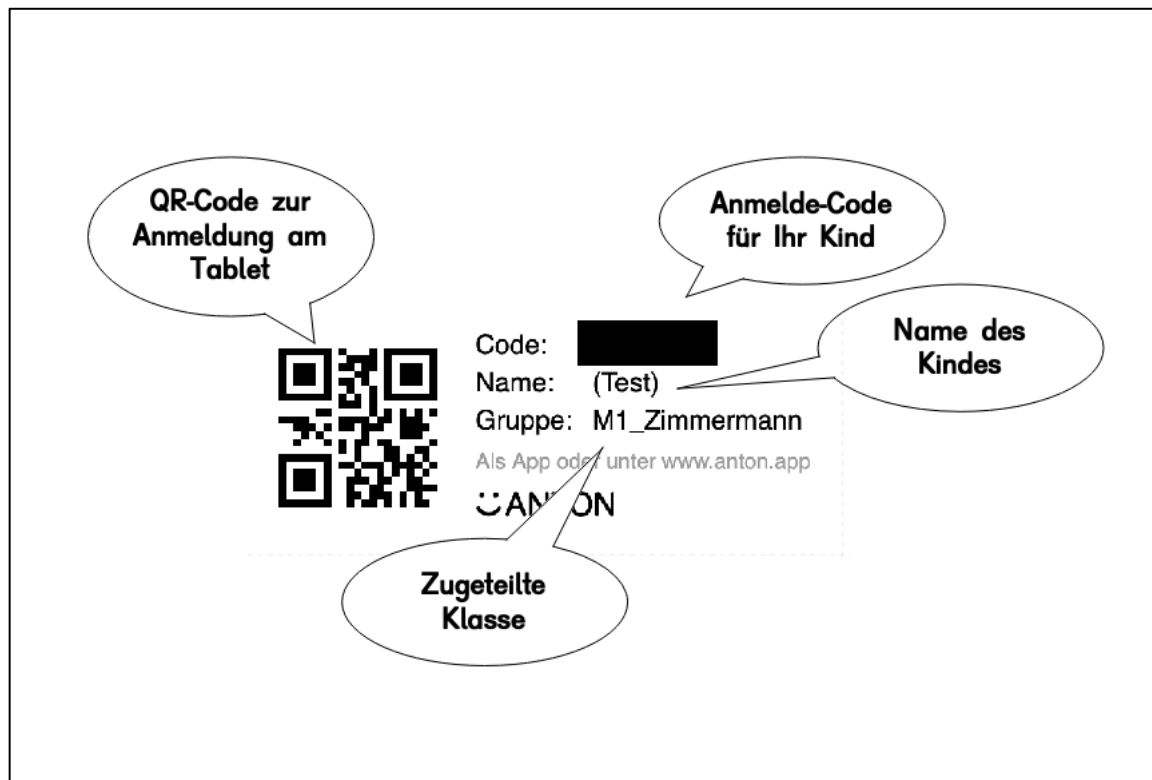 QR-Code zur
Anmeldung am
Tablet
Anmelde-Code
für Ihr Kind
Name des
Kindes
Code:
Name: (Test)
Gruppe: M1_Zimmermann
Als App oder unter www.anton.app
ANTON
Zugeteilte
Klasse